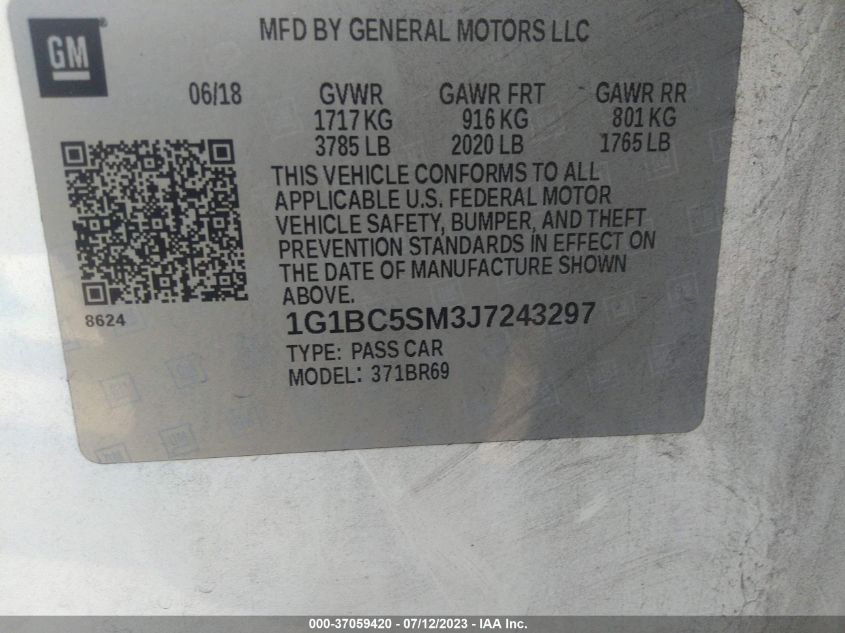 GM
MFD BY GENERAL MOTORS LLC
06/18 GVWR GAWR FRT GAWR RR
1717 KG 916 KG 801 KG
3785 LB 2020 LB 1765 LB
THIS VEHICLE CONFORMS TO ALL
APPLICABLE U.S. FEDERAL MOTOR
VEHICLE SAFETY, BUMPER, AND THEFT
PREVENTION STANDARDS IN EFFECT ON
THE DATE OF MANUFACTURE SHOWN
ABOVE.
8624
1G1BC5SM3J7243297
TYPE: PASS CAR
MODEL: 371BR69
000-37059420 - 07/12/2023 - IAA Inc.